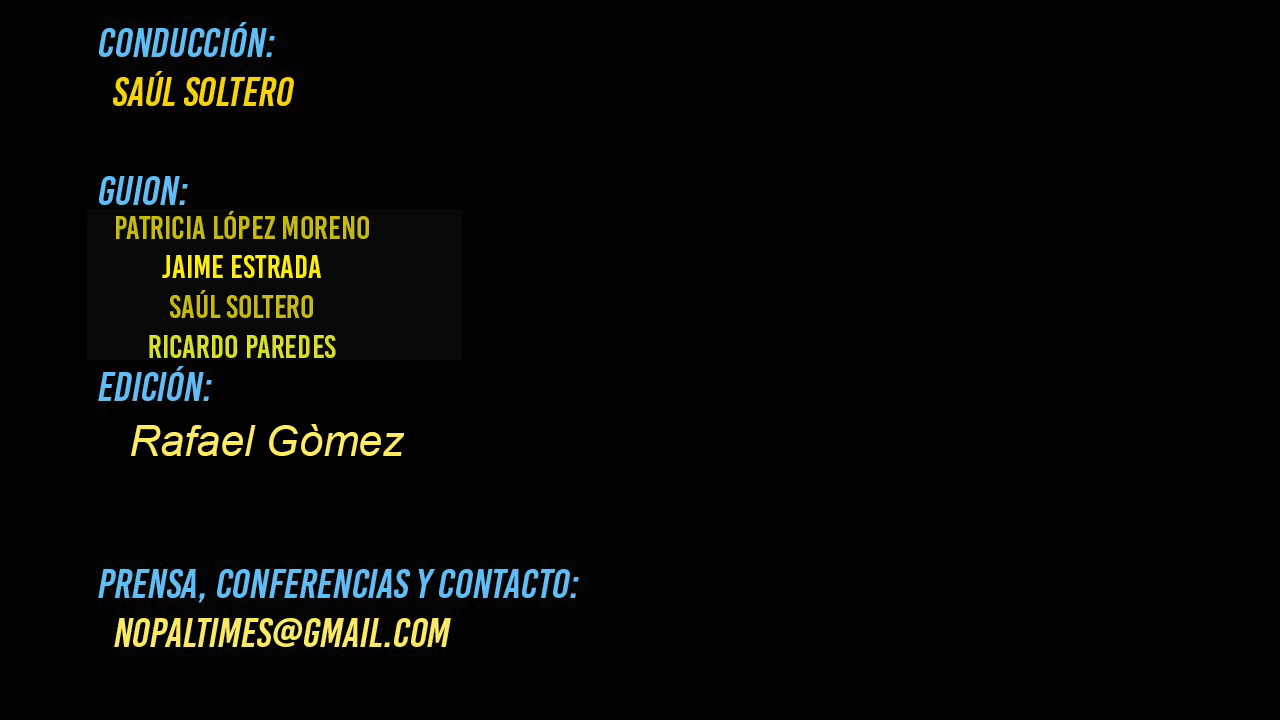 CONDUCCIÓN:
SAÚL SOLTERO
GUION:
PATRICIA LÓPEZ MORENO
JAIME ESTRADA
SAÚL SOLTERO
RICARDO PAREDES
EDICIÓN:
Rafael Gòmez
PRENSA, CONFERENCIAS Y CONTACTO:
NOPALTIMES@GMAIL.COM